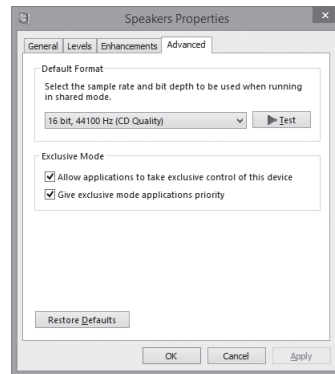 Speakers Properties
General Levels Enhancements Advanced
Default Format
Select the sample rate and bit depth to be used when running
in shared mode.
16 bit, 44100 Hz (CD Quality)
Test
Exclusive Mode
Allow applications to take exclusive control of this device
Give exclusive mode applications priority
Restore Defaults
OK Cancel Apply